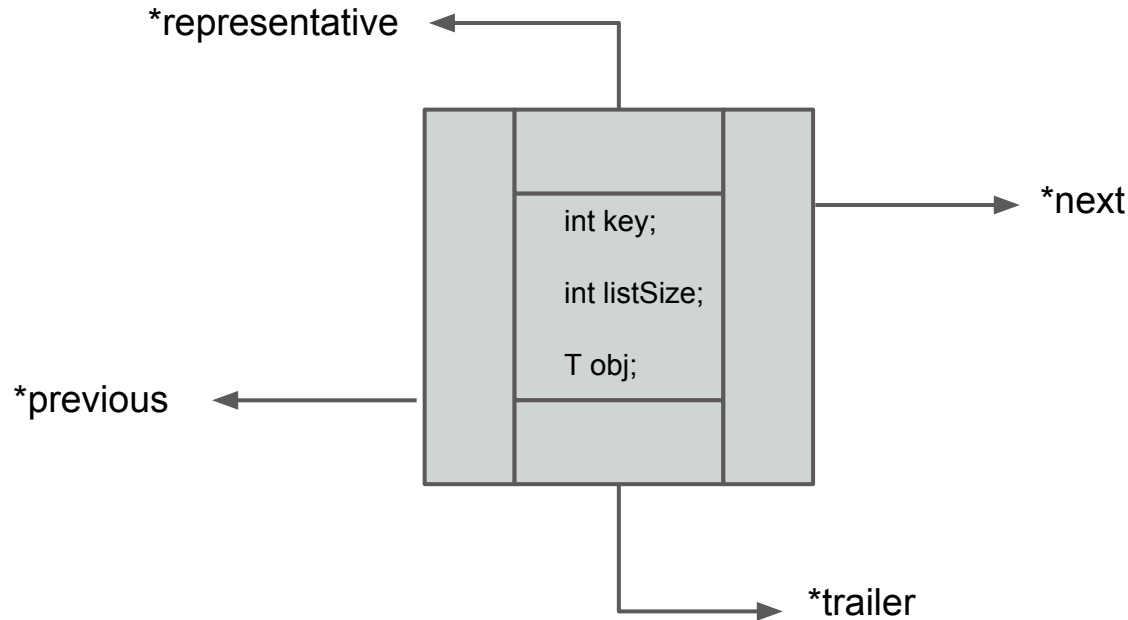 *representative
*next
int key;
int listSize;
T obj;
*previous
*trailer